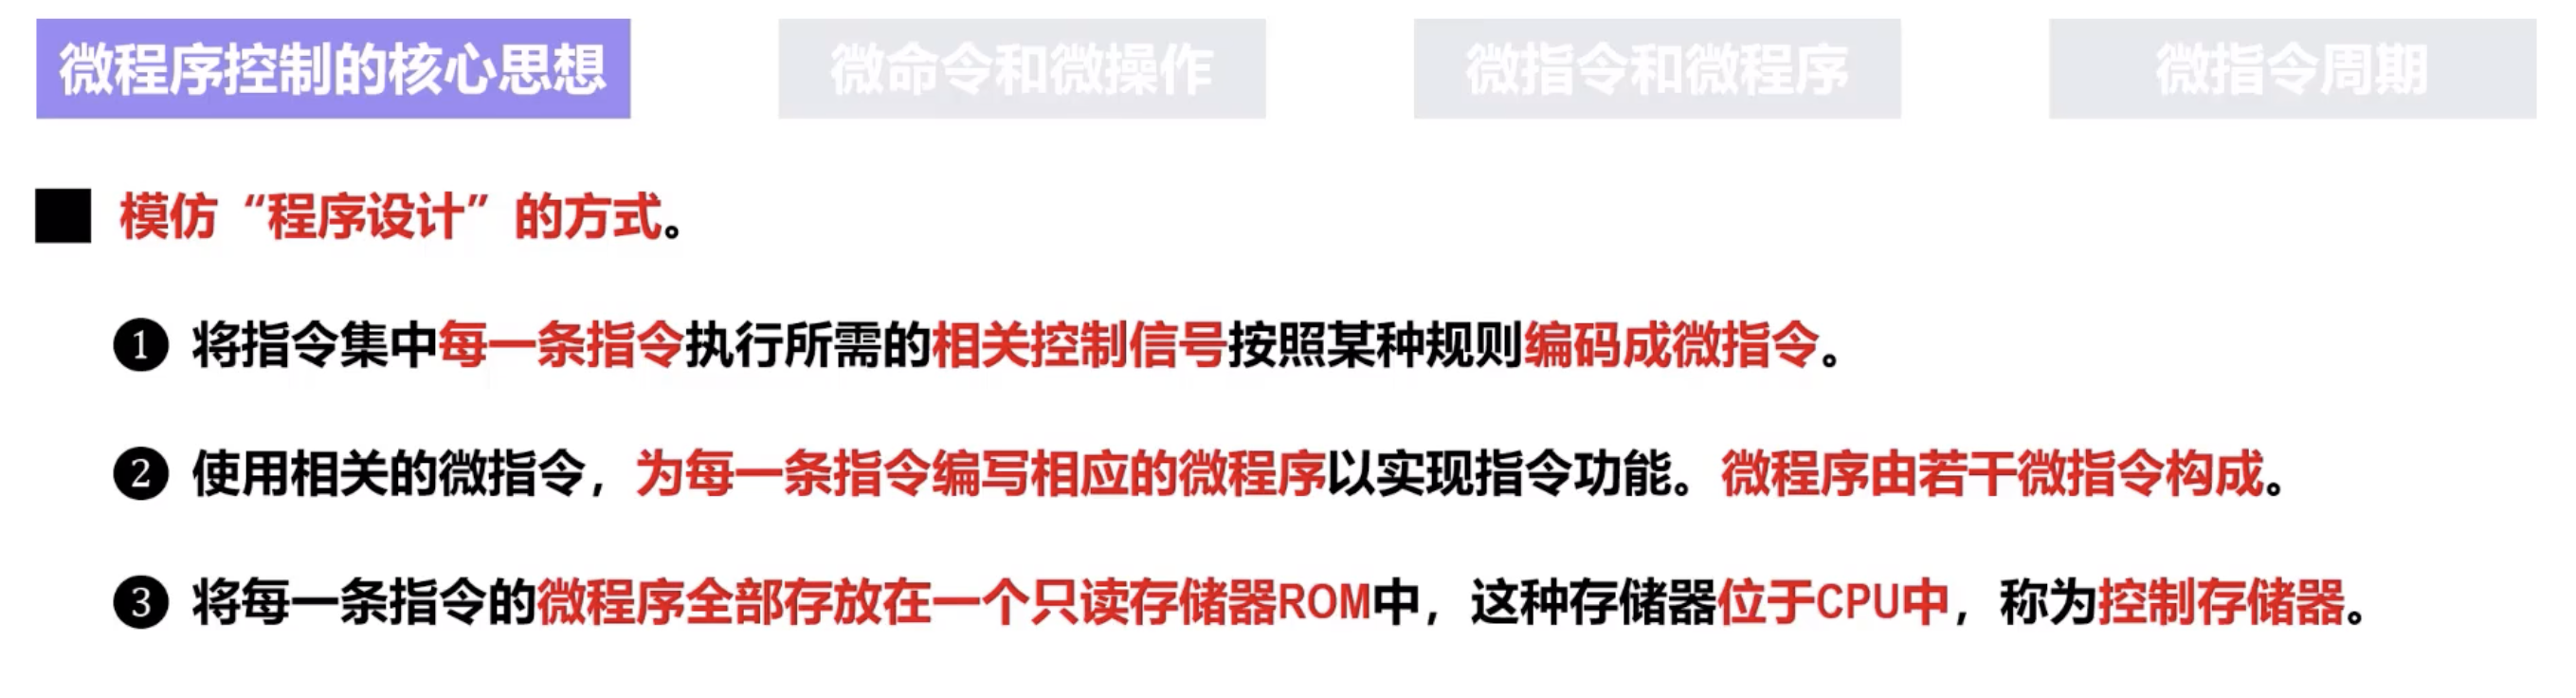 微程序控制的核心思想 微命令和微操作 微指令和微程序 微指令周期
模仿“程序设计”的方式。
❶ 将指令集中每一条指令执行所需的相关控制信号按照某种规则编码成微指令。
❷ 使用相关的微指令，为每一条指令编写相应的微程序以实现指令功能。微程序由若干微指令构成。
❸ 将每一条指令的微程序全部存放在一个只读存储器ROM中，这种存储器位于CPU中，称为控制存储器。